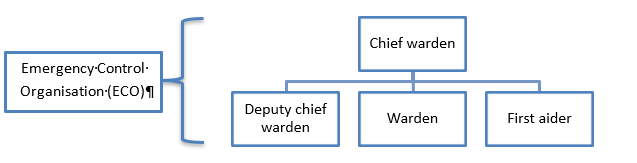 Emergency·Control·
Organisation·(ECO)¶
Chief warden
Deputy chief
warden
Warden
First aider